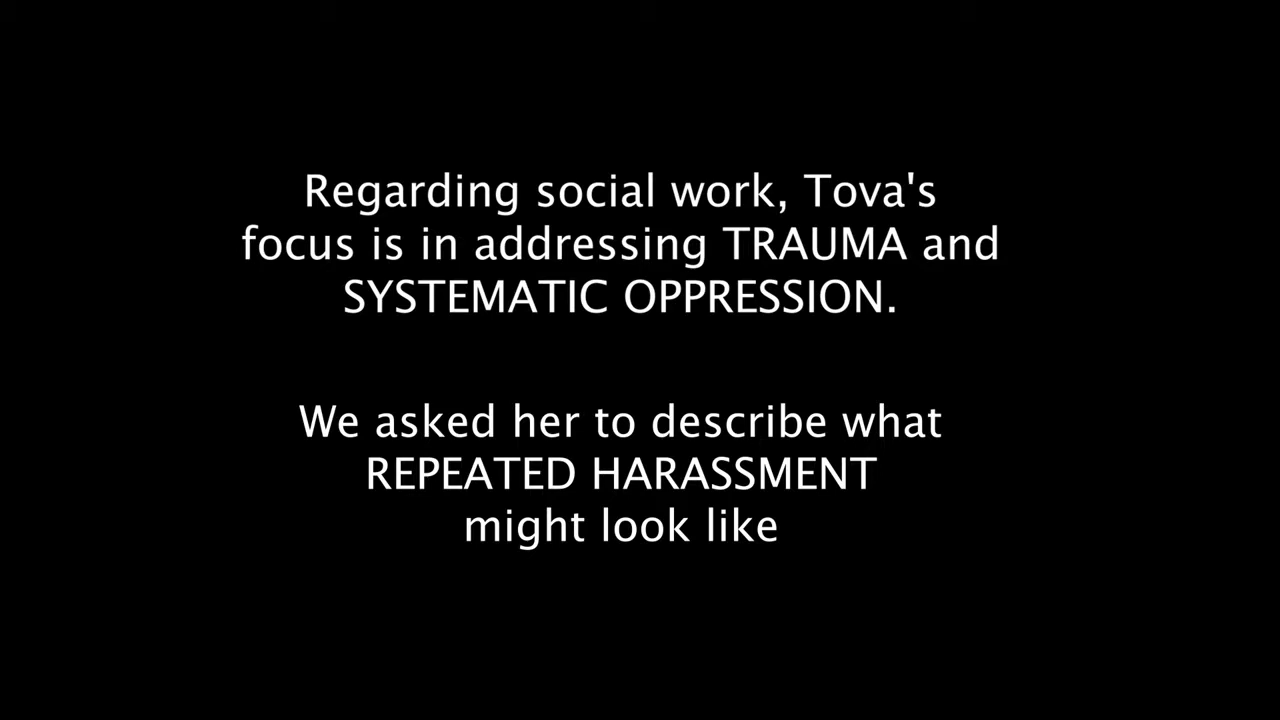 Regarding social work, Tova's
focus is in addressing TRAUMA and
SYSTEMATIC OPPRESSION.
We asked her to describe what
REPEATED HARASSMENT
might look like